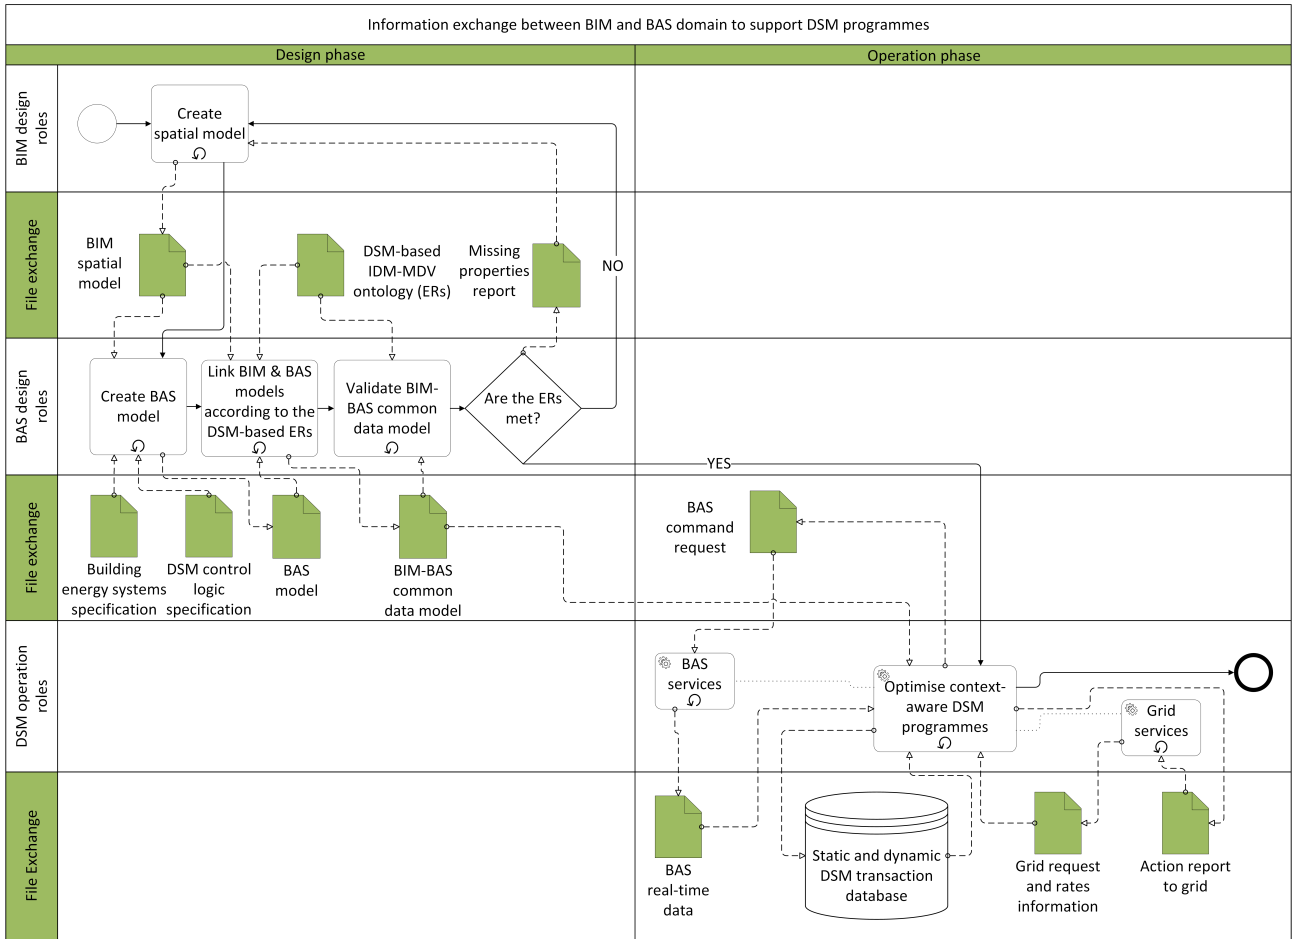 Information exchange between BIM and BAS domain to support DSM programmes
Design phase
Operation phase
BIM design
roles
Create
spatial model
File exchange
BIM
spatial
model
DSM-based
IDM-MDV
ontology (ERs)
Missing
properties
report
NO
BAS design
roles
Create BAS
model
Link BIM & BAS
models
according to the
DSM-based ERs
Validate BIM-
BAS common
data model
Are the ERs
met?
YES
File exchange
Building
energy systems
specification
DSM control
logic
specification
BAS
model
BIM-BAS
common
data model
BAS
command
request
DSM operation
roles
BAS
services
Optimise context-
aware DSM
programmes
Grid
services
File Exchange
BAS
real-time
data
Static and dynamic
DSM transaction
database
Grid request
and rates
information
Action report
to grid